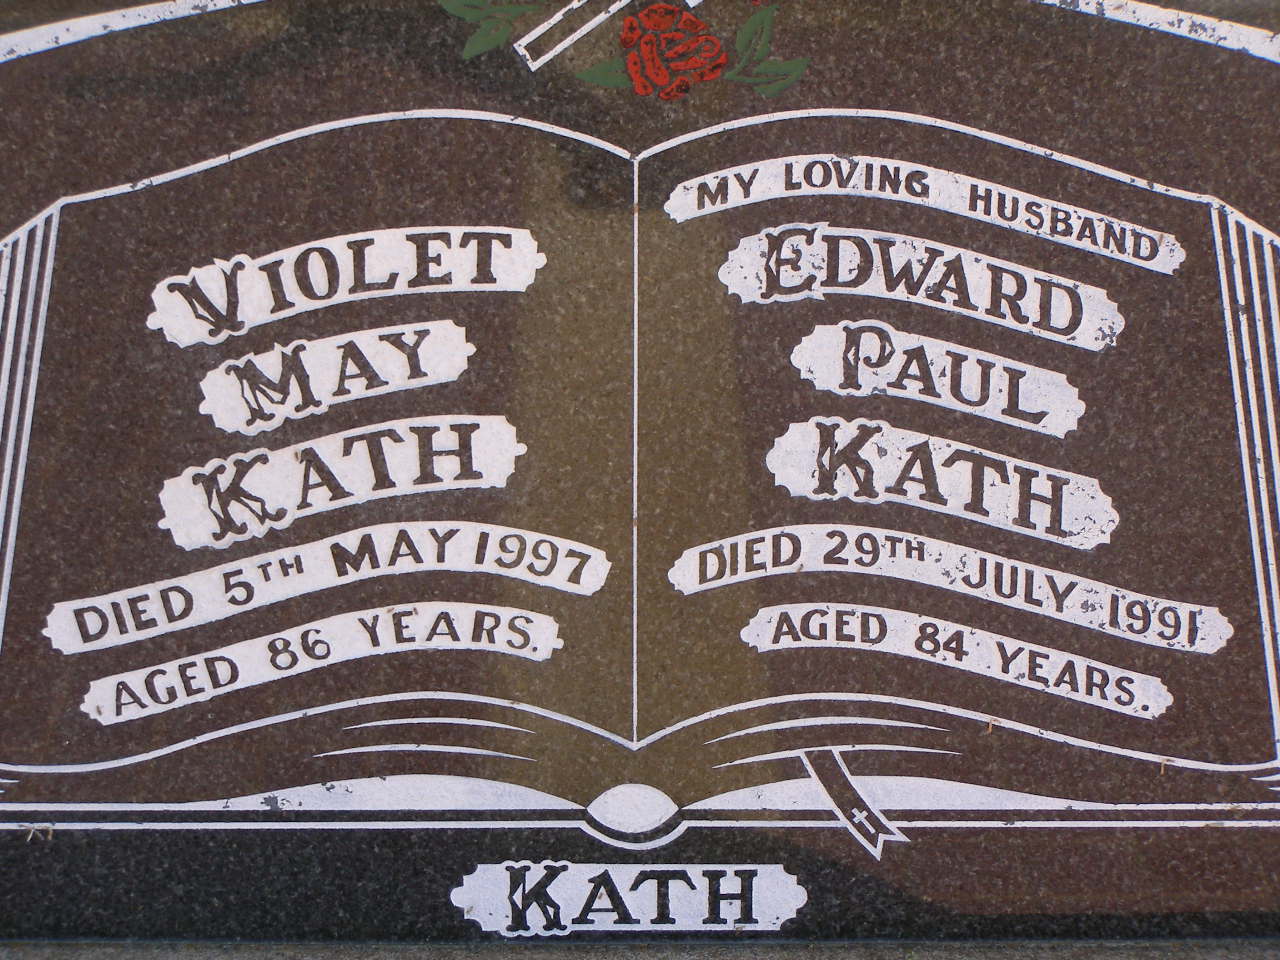 VIOLET
MAY
KATH
DIED 5TH MAY 1997
AGED 86 YEARS.
MY LOVING HUSBAND
EDWARD
PAUL
KATH
DIED 29TH JULY 1991
AGED 84 YEARS.
KATH